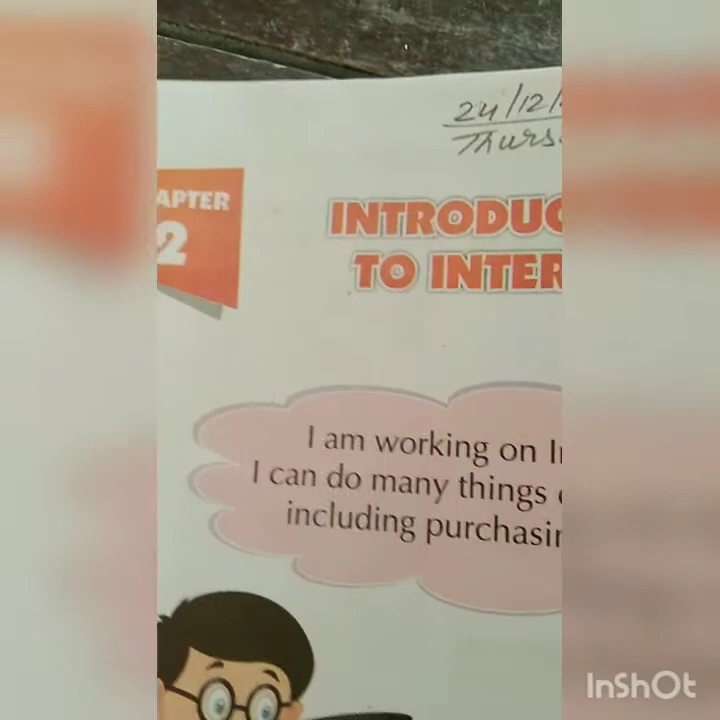 24/12/
Thurs
APTER
2
INTRODUC
TO INTER
I am working on I
I can do many things
including purchasin
InShOt